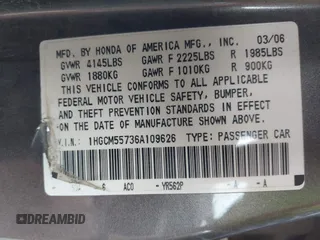 MFD. BY HONDA OF AMERICA MFG., INC. 03/06
GVWR 4145LBS GAWR F 2225LBS R 1985LBS
GVWR 1880KG GAWR F 1010KG R 900KG
THIS VEHICLE CONFORMS TO ALL APPLICABLE
FEDERAL MOTOR VEHICLE SAFETY, BUMPER,
AND THEFT PREVENTION STANDARDS IN EFFECT
ON THE DATE OF MANUFACTURE SHOWN ABOVE.
V.I.N.: 1HGCM55736A109626 TYPE: PASSENGER CAR
AC0 YR562P A A
DREAMBID